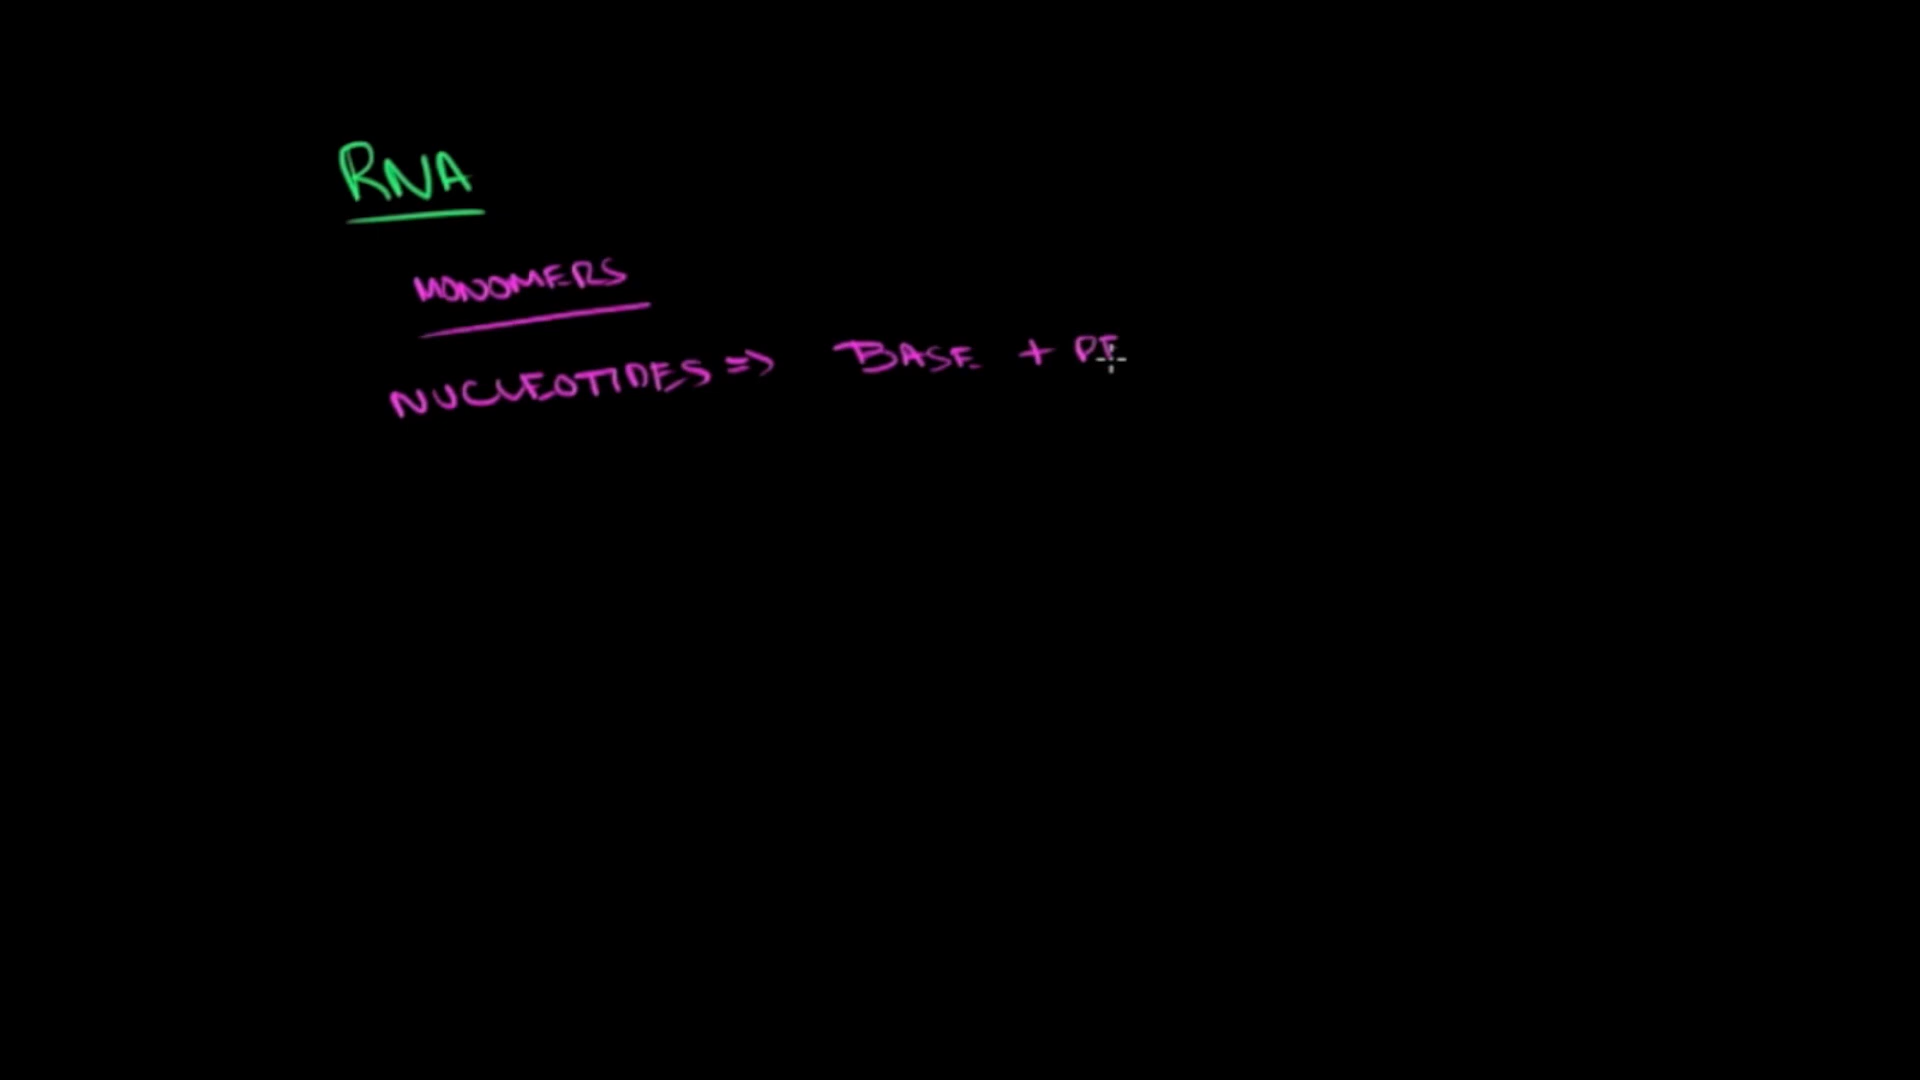 RNA
MONOMERS
NUCLEOTIDES => BASE + PE